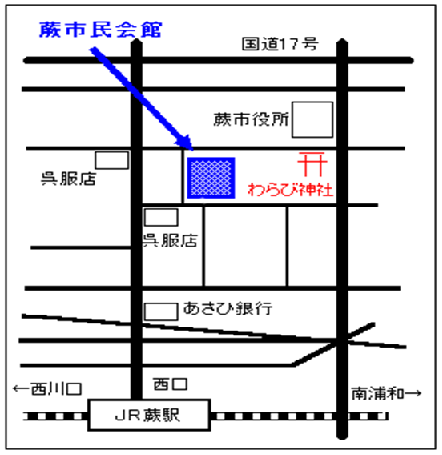 蕨市民会館
国道17号
蕨市役所
呉服店
わらび神社
呉服店
あさひ銀行
←西川口
西口
南浦和→
JR蕨駅